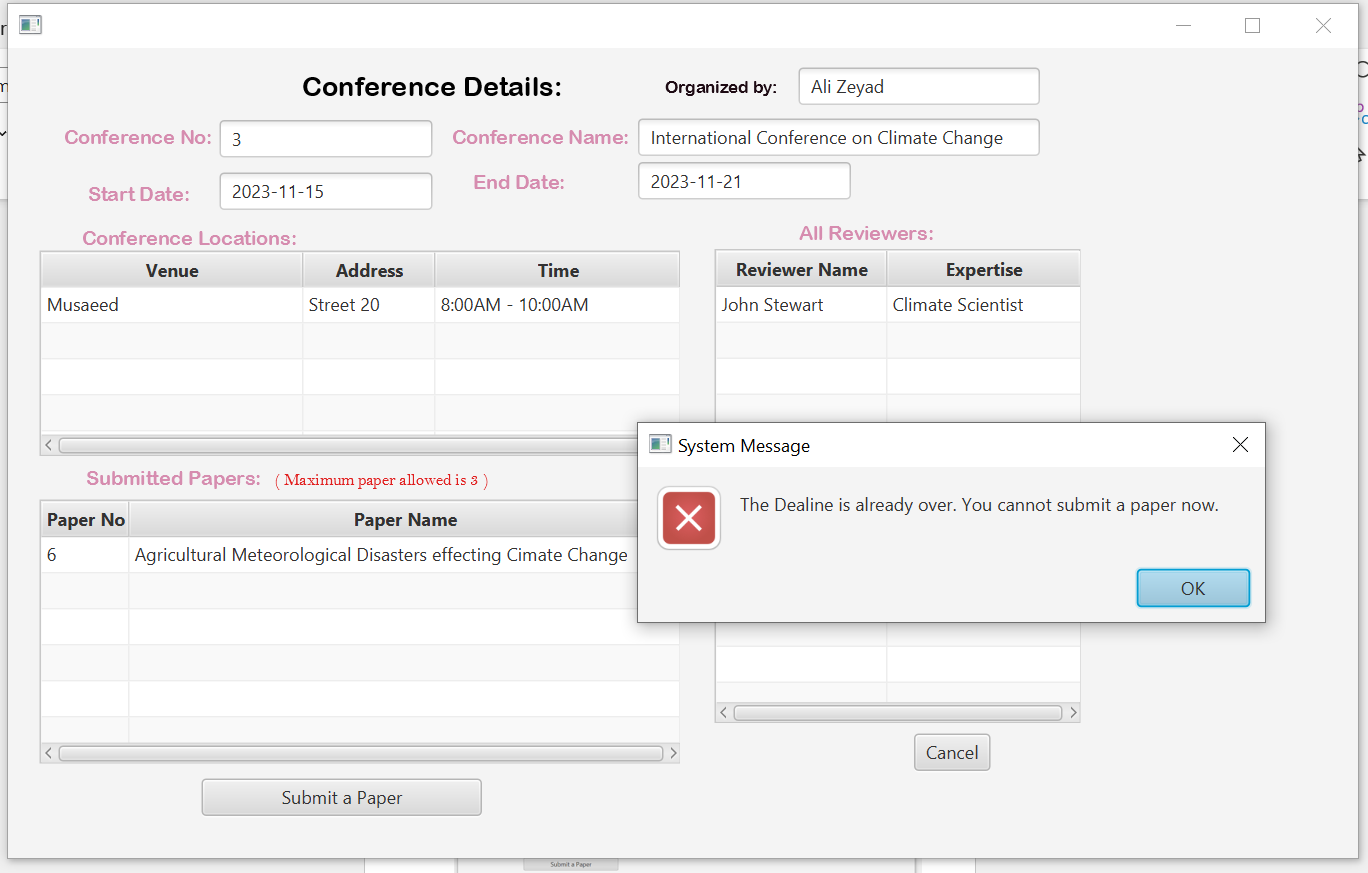 Conference Details:
Organized by:
Ali Zeyad
Conference No:
3
Conference Name:
International Conference on Climate Change
Start Date:
2023-11-15
End Date:
2023-11-21
Conference Locations:
Venue Address Time
Musaeed Street 20 8:00AM - 10:00AM
All Reviewers:
Reviewer Name Expertise
John Stewart Climate Scientist
Submitted Papers: ( Maximum paper allowed is 3 )
Paper No Paper Name
6 Agricultural Meteorological Disasters effecting Cimate Change
System Message
The Dealine is already over. You cannot submit a paper now.
OK
Cancel
Submit a Paper
Submit a Paper